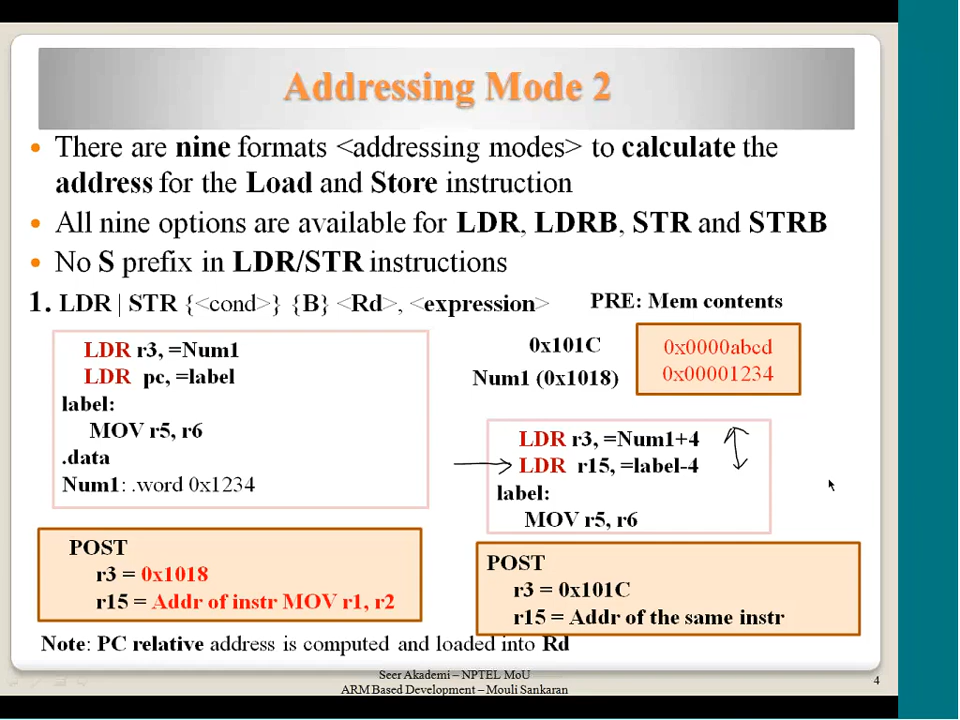 Addressing Mode 2
• There are nine formats <addressing modes> to calculate the
address for the Load and Store instruction
• All nine options are available for LDR, LDRB, STR and STRB
• No S prefix in LDR/STR instructions
1. LDR | STR {<cond>} {B} <Rd>, <expression>
LDR r3, =Num1
LDR pc, =label
label:
MOV r5, r6
.data
Num1: .word 0x1234
POST
r3 = 0x1018
r15 = Addr of instr MOV r1, r2
PRE: Mem contents
0x101C 0x0000abcd
Num1 (0x1018) 0x00001234
LDR r3, =Num1+4
LDR r15, =label-4
label:
MOV r5, r6
POST
r3 = 0x101C
r15 = Addr of the same instr
Note: PC relative address is computed and loaded into Rd
Seer Akademi – NPTEL MoU
ARM Based Development – Mouli Sankaran
4